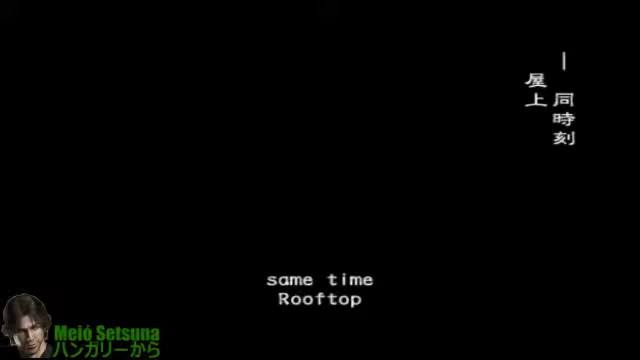 ―同時刻
屋上
same time
Rooftop
Meió Setsuna
ハンガリーから